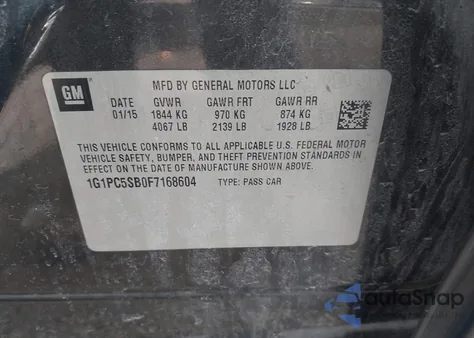 GM
MFD BY GENERAL MOTORS LLC
DATE GVWR GAWR FRT GAWR RR
01/15 1844 KG 970 KG 874 KG
4067 LB 2139 LB 1928 LB
THIS VEHICLE CONFORMS TO ALL APPLICABLE U.S. FEDERAL MOTOR
VEHICLE SAFETY, BUMPER, AND THEFT PREVENTION STANDARDS IN
EFFECT ON THE DATE OF MANUFACTURE SHOWN ABOVE.
1G1PC5SB0F7168604 TYPE: PASS CAR
autoSnap